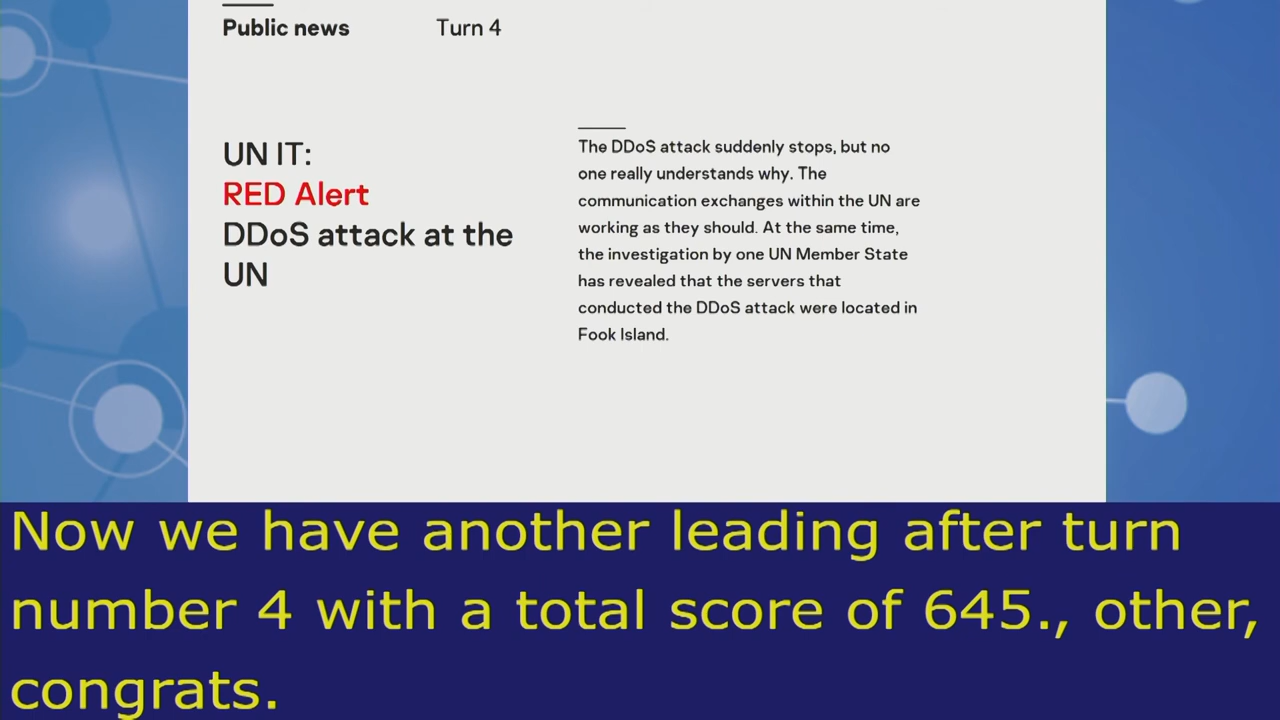 Public news
Turn 4
UN IT:
RED Alert
DDoS attack at the
UN
The DDoS attack suddenly stops, but no
one really understands why. The
communication exchanges within the UN are
working as they should. At the same time,
the investigation by one UN Member State
has revealed that the servers that
conducted the DDoS attack were located in
Fook Island.
Now we have another leading after turn
number 4 with a total score of 645., other,
congrats.